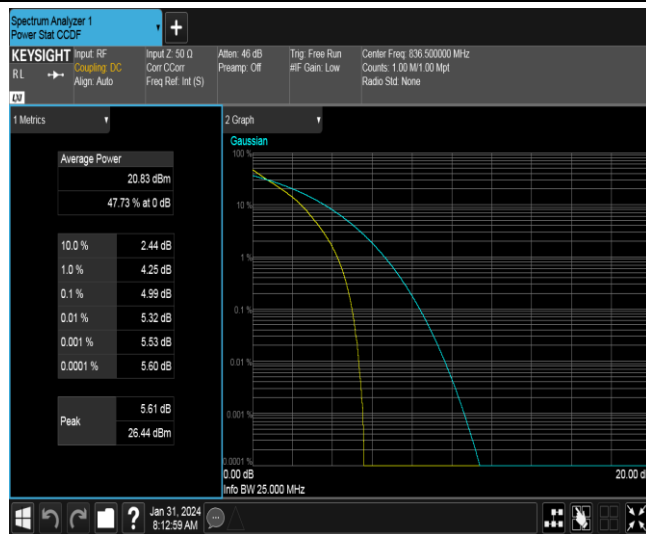 Spectrum Analyzer 1
Power Stat CCDF
+
KEYSIGHT
RL
LXI
Input: RF
Coupling: DC
Align: Auto
Input Z: 50 Ω
Corr CCorr
Freq Ref: Int (S)
Atten: 46 dB
Preamp: Off
Trig: Free Run
#IF Gain: Low
Center Freq: 836.500000 MHz
Counts: 1.00 M/1.00 Mpt
Radio Std: None
1 Metrics
Average Power
20.83 dBm
47.73 % at 0 dB
10.0 % 2.44 dB
1.0 % 4.25 dB
0.1 % 4.99 dB
0.01 % 5.32 dB
0.001 % 5.53 dB
0.0001 % 5.60 dB
Peak
5.61 dB
26.44 dBm
2 Graph
Gaussian
100 %
10 %
1 %
0.1 %
0.01 %
0.001 %
0.0001 %
0.00 dB
20.00 d
Info BW 25.000 MHz
?
Jan 31, 2024
8:12:59 AM